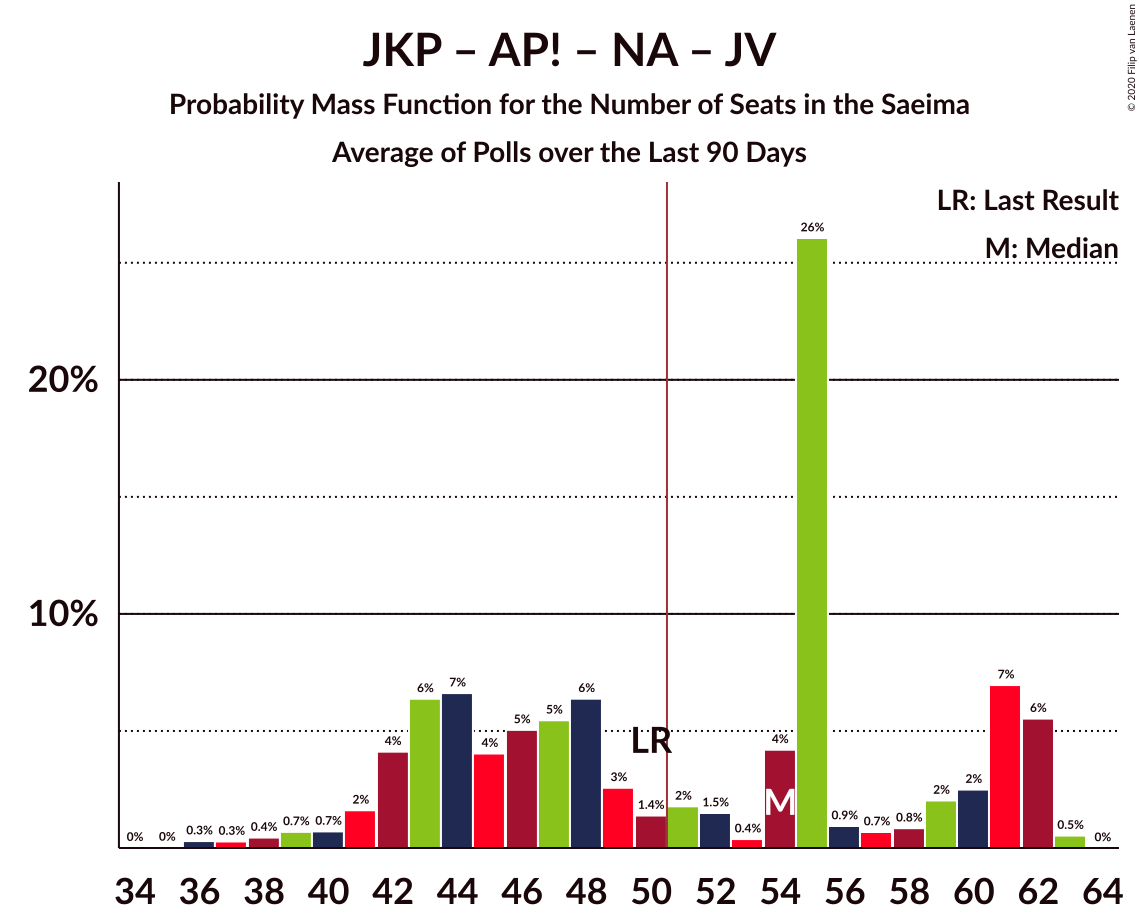 JKP – AP! – NA – JV
Probability Mass Function for the Number of Seats in the Saeima
Average of Polls over the Last 90 Days
© 2020 Filip van Laenen
LR: Last Result
M: Median
20%
10%
0% 0% 0.3% 0.3% 0.4% 0.7% 0.7% 2% 4% 6% 7% 4% 5% 5% 6% 3% 1.4% 2% 1.5% 0.4% 4% 26% 0.9% 0.7% 0.8% 2% 2% 7% 6% 0.5% 0%
LR
M
34 36 38 40 42 44 46 48 50 52 54 56 58 60 62 64